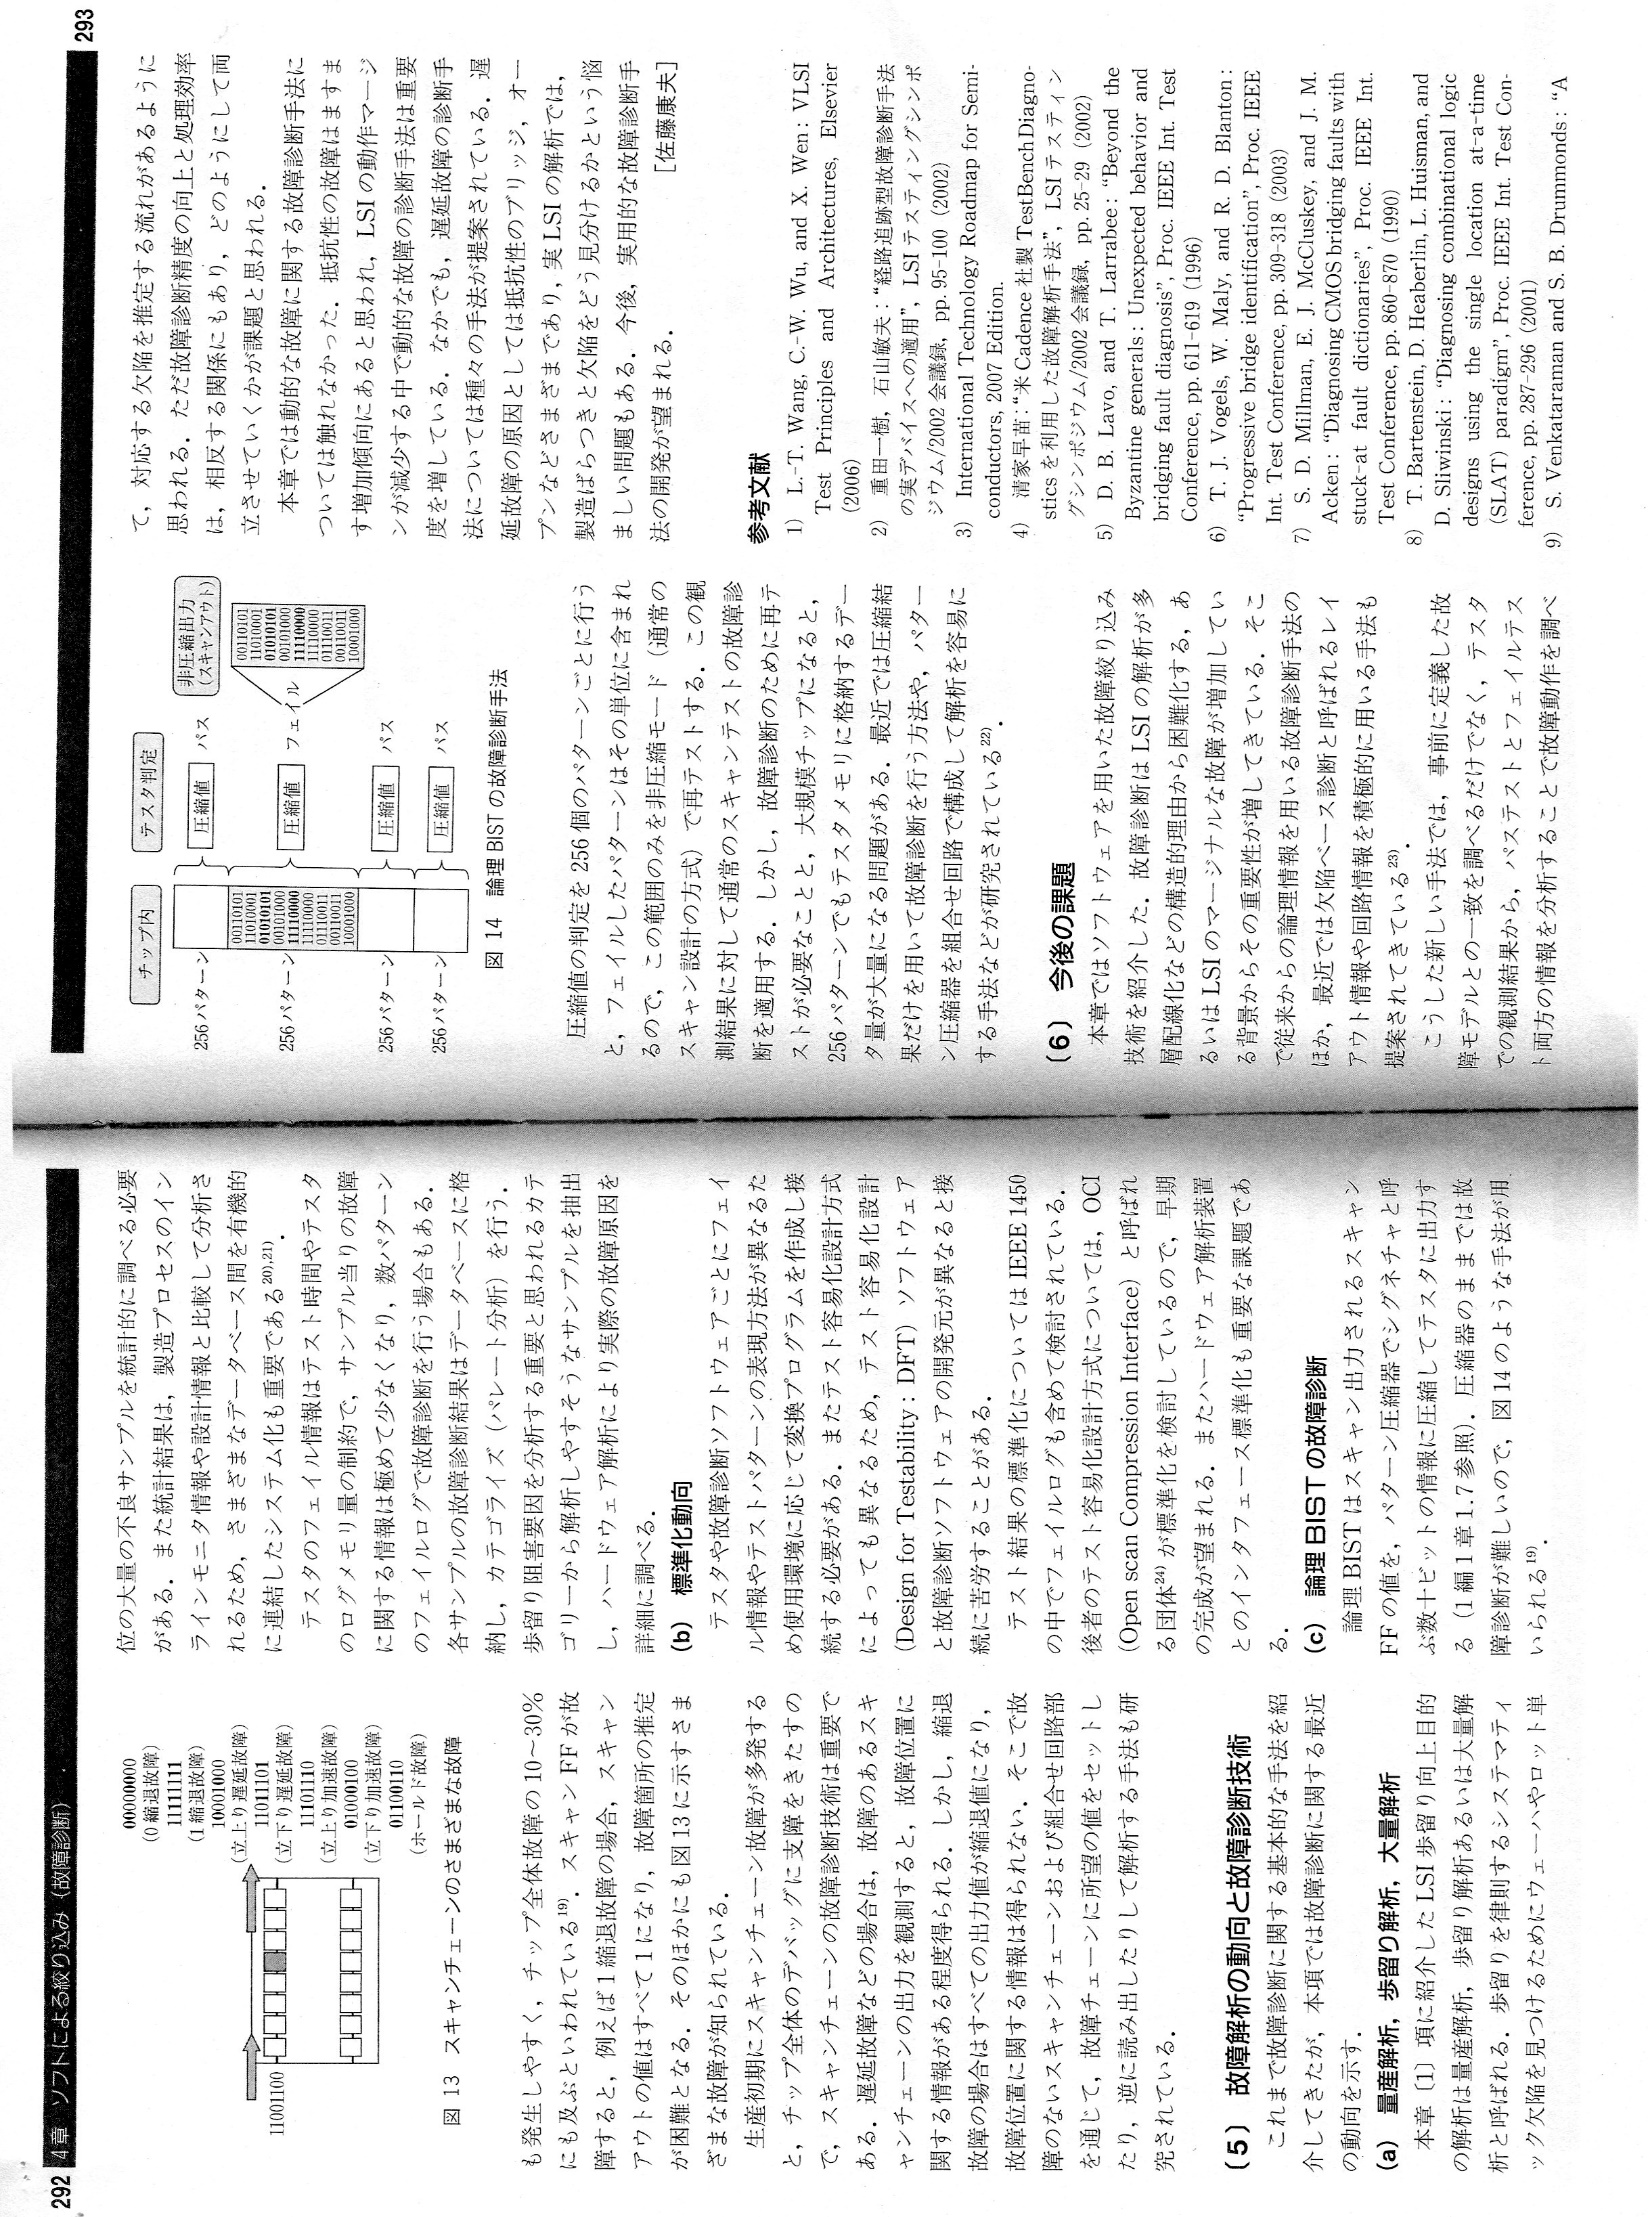 292 4章 ソフトによる絞り込み（故障診断）
00000000
(0縮退故障)
11111111
(1縮退故障)
10001000
(立上り遅延故障)
11011101
(立下り遅延故障)
11101110
(立上り加速故障)
01000100
(立下り加速故障)
01100110
(ホールド故障)
11001100
図 13 スキャンチェーンのさまざまな故障
も発生しやすく，チップ全体故障の10～30%
にも及ぶといわれている¹⁹⁾．スキャンFFが故
障すると，例えば1縮退故障の場合，スキャン
アウトの値はすべて1になり，故障箇所の推定
が困難となる．そのほかにも図13に示すさま
ざまな故障が知られている．
生産初期にスキャンチェーン故障が多発する
と，チップ全体のデバッグに支障をきたすの
で，スキャンチェーンの故障診断技術は重要で
ある．遅延故障などの場合は，故障のあるスキ
ャンチェーンの出力を観測すると，故障位置に
関する情報がある程度得られる．しかし，縮退
故障の場合はすべての出力値が縮退値になり，
故障位置に関する情報は得られない．そこで故
障のないスキャンチェーンおよび組合せ回路部
を通じて，故障チェーンに所望の値をセットし
たり，逆に読み出したりして解析する手法も研
究されている．
〔5〕 故障解析の動向と故障診断技術
これまで故障診断に関する基本的な手法を紹
介してきたが，本項では故障診断に関する最近
の動向を示す．
(a) 量産解析，歩留り解析，大量解析
本章〔1〕項に紹介したLSI歩留り向上目的
の解析は量産解析，歩留り解析あるいは大量解
析と呼ばれる．歩留りを律則するシステマティ
ック欠陥を見つけるためにウェーハやロット単
位の大量の不良サンプルを統計的に調べる必要
がある．また統計結果は，製造プロセスのイン
ラインモニタ情報や設計情報と比較して分析さ
れるため，さまざまなデータベース間を有機的
に連結したシステム化も重要である²⁰⁾,²¹⁾．
テスタのフェイル情報はテスト時間やテスタ
のログメモリ量の制約で，サンプル当りの故障
に関する情報は極めて少なくなり，数パターン
のフェイルログで故障診断を行う場合もある．
各サンプルの故障診断結果はデータベースに格
納し，カテゴライズ（パレート分析）を行う．
歩留り阻害要因を分析する重要と思われるカテ
ゴリーから解析しやすそうなサンプルを抽出
し，ハードウェア解析により実際の故障原因を
詳細に調べる．
(b) 標準化動向
テスタや故障診断ソフトウェアごとにフェイ
ル情報やテストパターンの表現方法が異なるた
め使用環境に応じて変換プログラムを作成し接
続する必要がある．またテスト容易化設計方式
によっても異なるため，テスト容易化設計
(Design for Testability: DFT) ソフトウェア
と故障診断ソフトウェアの開発元が異なると接
続に苦労することがある．
テスト結果の標準化についてはIEEE 1450
の中でフェイルログも含めて検討されている．
後者のテスト容易化設計方式については，OCI
(Open scan Compression Interface) と呼ばれ
る団体²⁴⁾が標準化を検討しているので，早期
の完成が望まれる．またハードウェア解析装置
とのインタフェース標準化も重要な課題であ
る．
(c) 論理BISTの故障診断
論理BISTはスキャン出力されるスキャン
FFの値を，パターン圧縮器でシグネチャと呼
ぶ数十ビットの情報に圧縮してテスタに出力す
る（1編1章1.7参照）．圧縮器のままでは故
障診断が難しいので，図14のような手法が用
いられる¹⁹⁾．
293
チップ内
テスタ判定
非圧縮出力
(スキャンアウト)
256パターン
圧縮値
パス
256パターン
00110101
11010001
01010101
00101000
11110000
11110000
01110011
00110011
10001000
圧縮値
フェイル
00110101
11010001
01010101
00101000
11110000
11110000
01110011
00110011
10001000
256パターン
圧縮値
パス
256パターン
圧縮値
パス
図 14 論理BISTの故障診断手法
圧縮値の判定を256個のパターンごとに行う
と，フェイルしたパターンはその単位に含まれ
るので，この範囲のみを非圧縮モード（通常の
スキャン設計の方式）で再テストする．この観
測結果に対して通常のスキャンテストの故障診
断を適用する．しかし，故障診断のために再テ
ストが必要なことと，大規模チップになると，
256パターンでもテスタメモリに格納するデー
タ量が大量になる問題がある．最近では圧縮結
果だけを用いて故障診断を行う方法や，パター
ン圧縮器を組合せ回路で構成して解析を容易に
する手法などが研究されている²²⁾．
〔6〕 今後の課題
本章ではソフトウェアを用いた故障絞り込み
技術を紹介した．故障診断はLSIの解析が多
層配線化などの構造的理由から困難化する，あ
るいはLSIのマージナルな故障が増加してい
る背景からその重要性が増してきている．そこ
で従来からの論理情報を用いる故障診断手法の
ほか，最近では欠陥ベース診断と呼ばれるレイ
アウト情報や回路情報を積極的に用いる手法も
提案されてきている²³⁾．
こうした新しい手法では，事前に定義した故
障モデルとの一致を調べるだけでなく，テスタ
での観測結果から，パステストとフェイルテス
ト両方の情報を分析することで故障動作を調べ
て，対応する欠陥を推定する流れがあるように
思われる．ただ故障診断精度の向上と処理効率
は，相反する関係にもあり，どのようにして両
立させていくかが課題と思われる．
本章では動的な故障に関する故障診断手法に
ついては触れなかった．抵抗性の故障はますま
す増加傾向にあると思われ，LSIの動作マージ
ンが減少する中で動的な故障の診断手法は重要
度を増している．なかでも，遅延故障の診断手
法については種々の手法が提案されている．遅
延故障の原因としては抵抗性のブリッジ，オー
プンなどさまざまであり，実LSIの解析では，
製造ばらつきと欠陥をどう見分けるかという悩
ましい問題もある．今後，実用的な故障診断手
法の開発が望まれる． ［佐藤康夫］
参考文献
1) L.-T. Wang, C.-W. Wu, and X. Wen: VLSI
Test Principles and Architectures, Elsevier
(2006)
2) 重田一樹，石山敏夫：“経路追跡型故障診断手法
の実デバイスへの適用”，LSIテスティングシンポ
ジウム/2002会議録，pp. 95-100 (2002)
3) International Technology Roadmap for Semi-
conductors, 2007 Edition.
4) 清家早苗：“米Cadence社製TestBenchDiagno-
sticsを利用した故障解析手法”，LSIテスティン
グシンポジウム/2002会議録，pp. 25-29 (2002)
5) D. B. Lavo, and T. Larrabee: “Beyond the
Byzantine generals: Unexpected behavior and
bridging fault diagnosis”, Proc. IEEE Int. Test
Conference, pp. 611-619 (1996)
6) T. J. Vogels, W. Maly, and R. D. Blanton:
“Progressive bridge identification”, Proc. IEEE
Int. Test Conference, pp. 309-318 (2003)
7) S. D. Millman, E. J. McCluskey, and J. M.
Acken: “Diagnosing CMOS bridging faults with
stuck-at fault dictionaries”, Proc. IEEE Int.
Test Conference, pp. 860-870 (1990)
8) T. Bartenstein, D. Heaberlin, L. Huisman, and
D. Sliwinski: “Diagnosing combinational logic
designs using the single location at-a-time
(SLAT) paradigm”, Proc. IEEE Int. Test Con-
ference, pp. 287-296 (2001)
9) S. Venkataraman and S. B. Drummonds: “A